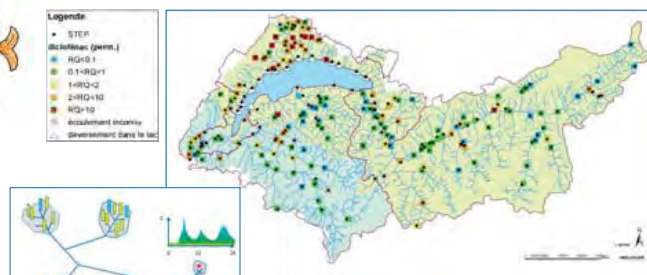 Legende
STEP
diclofénac (perm.)
RQ<0.1
0.1<RQ<1
1<RQ<2
2<RQ<10
RQ>10
écoulement inconnu
déversement dans le lac
N